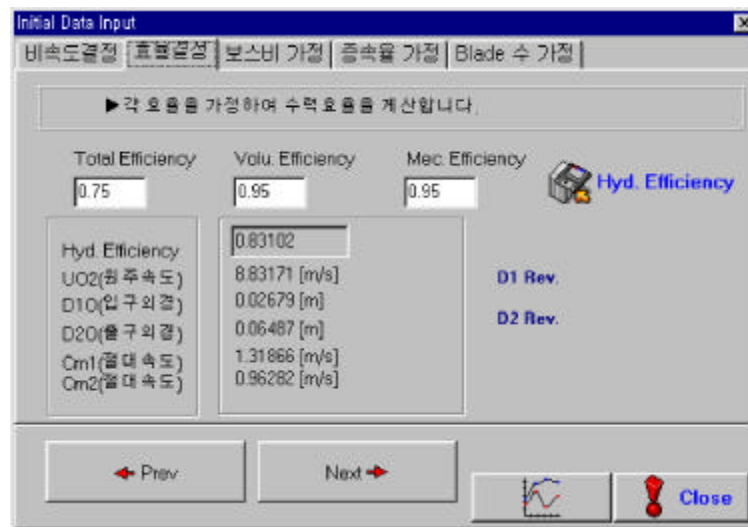 Initial Data Input
비속도결정 효율결정 보스비 가정 증속율 가정 Blade 수 가정
▶각 효율을 가정하여 수력효율을 계산합니다.
Total Efficiency Volu. Efficiency Mec. Efficiency
0.75 0.95 0.95 Hyd. Efficiency
Hyd. Efficiency 0.83102
UO2(원주속도) 8.83171 [m/s] D1 Rev.
D1O(입구외경) 0.02679 [m]
D2O(출구외경) 0.06487 [m] D2 Rev.
Cm1(절대속도) 1.31866 [m/s]
Cm2(절대속도) 0.96282 [m/s]
Prev Next Close